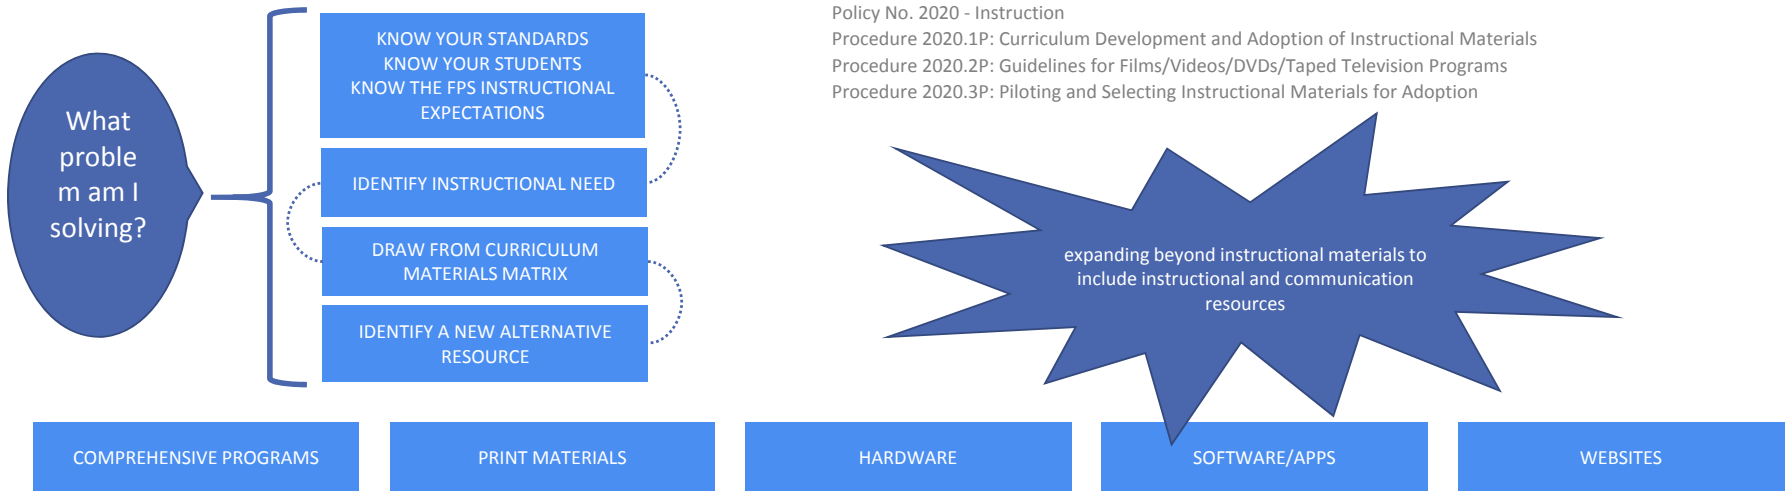 What
proble
m am I
solving?
KNOW YOUR STANDARDS
KNOW YOUR STUDENTS
KNOW THE FPS INSTRUCTIONAL
EXPECTATIONS
IDENTIFY INSTRUCTIONAL NEED
DRAW FROM CURRICULUM
MATERIALS MATRIX
IDENTIFY A NEW ALTERNATIVE
RESOURCE
Policy No. 2020 - Instruction
Procedure 2020.1P: Curriculum Development and Adoption of Instructional Materials
Procedure 2020.2P: Guidelines for Films/Videos/DVDs/Taped Television Programs
Procedure 2020.3P: Piloting and Selecting Instructional Materials for Adoption
expanding beyond instructional materials to
include instructional and communication
resources
COMPREHENSIVE PROGRAMS
PRINT MATERIALS
HARDWARE
SOFTWARE/APPS
WEBSITES